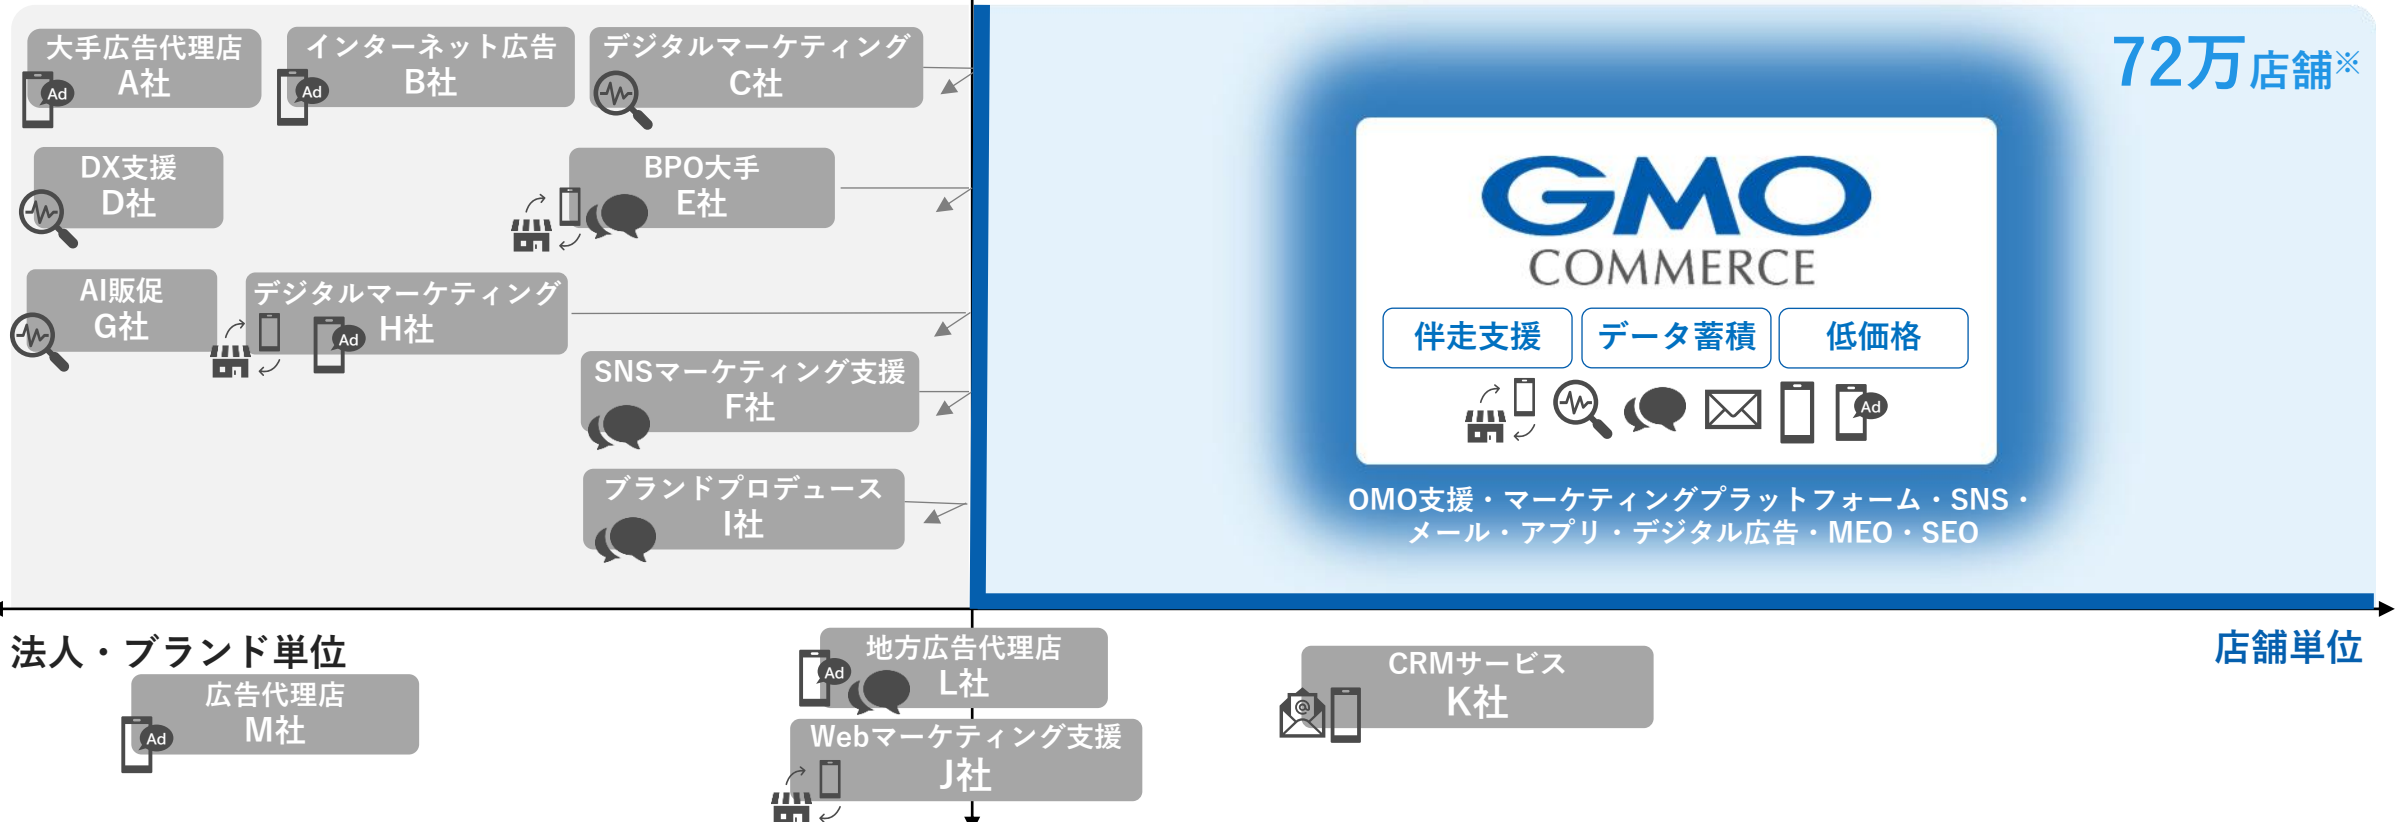 大手広告代理店
A社
Ad
インターネット広告
B社
Ad
デジタルマーケティング
C社
72万店舗※
DX支援
D社
BPO大手
E社
GMO
COMMERCE
AI販促
G社
デジタルマーケティング
H社
Ad
伴走支援
データ蓄積
低価格
SNSマーケティング支援
F社
Ad
ブランドプロデュース
I社
OMO支援・マーケティングプラットフォーム・SNS・
メール・アプリ・デジタル広告・MEO・SEO
法人・ブランド単位
店舗単位
広告代理店
M社
Ad
地方広告代理店
L社
Ad
CRMサービス
K社
@
Webマーケティング支援
J社